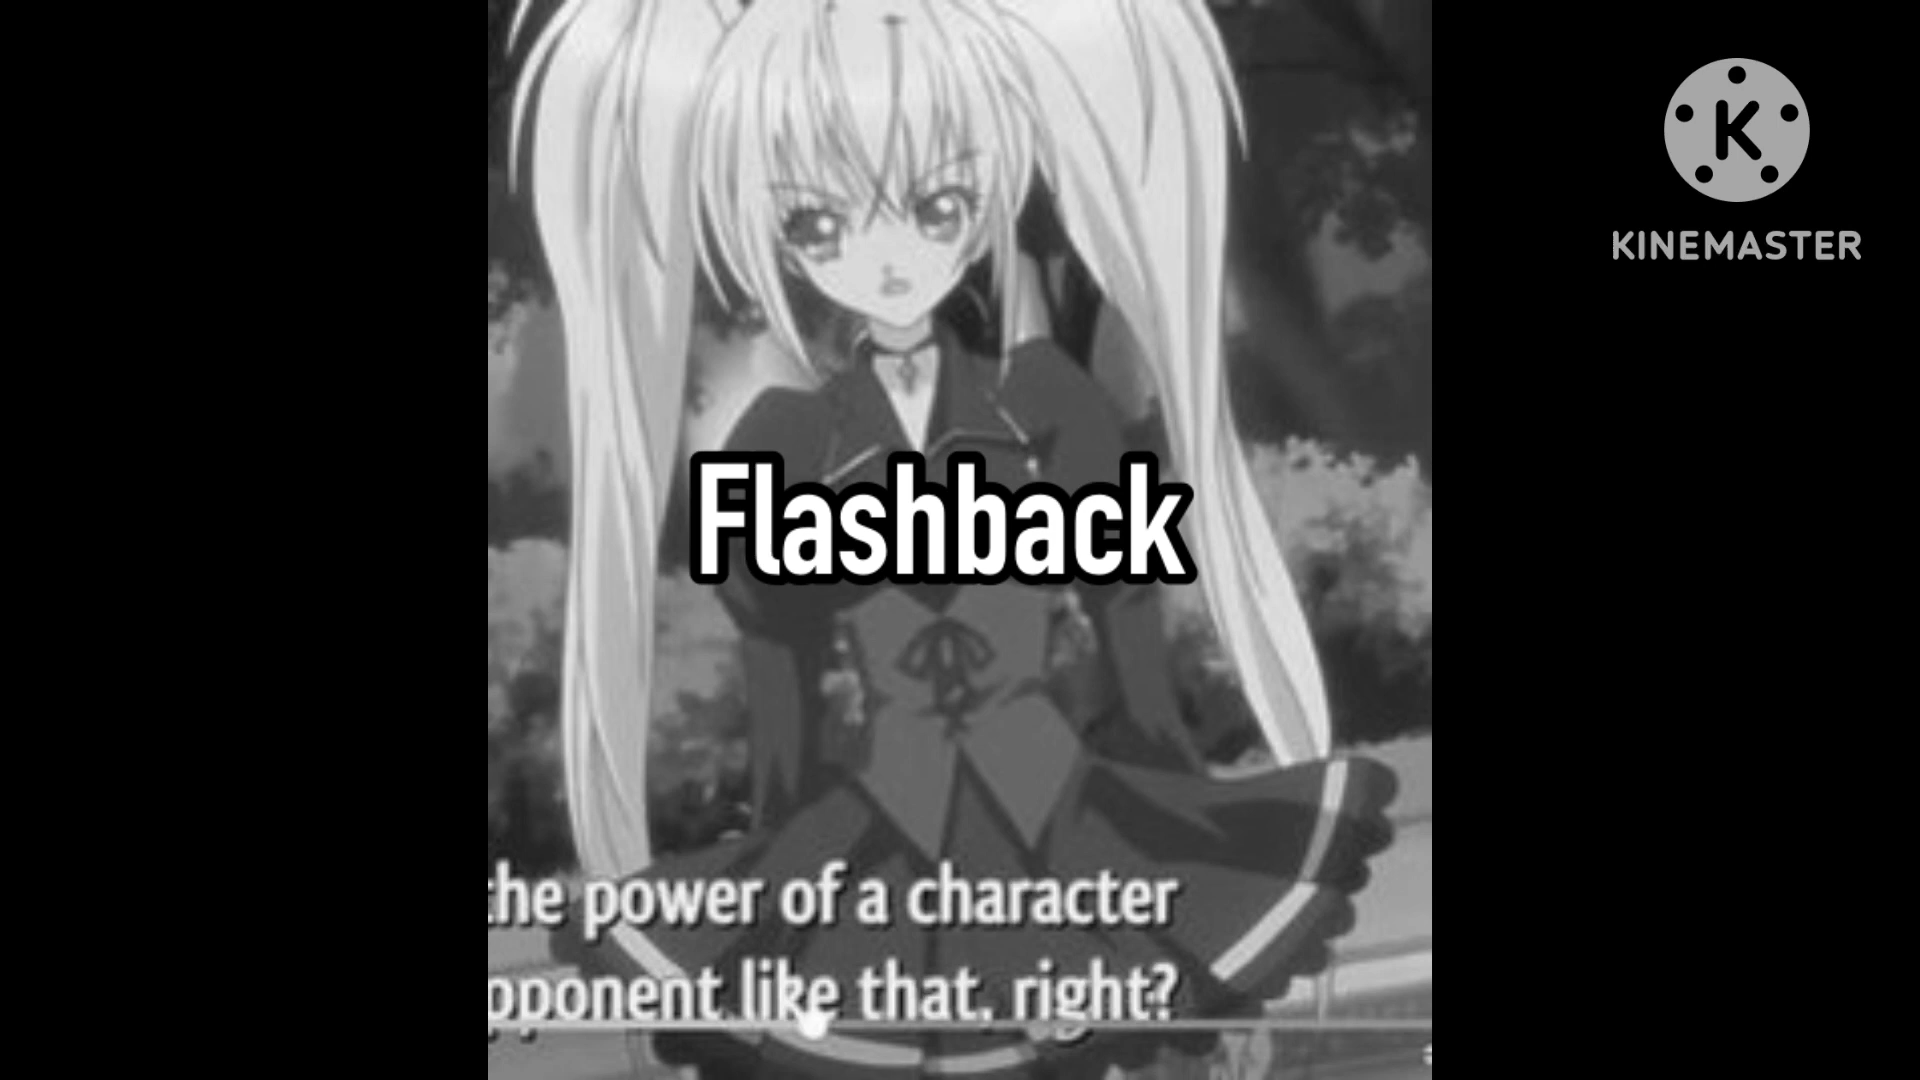 K
KINEMASTER
Flashback
the power of a character
pponent like that, right?